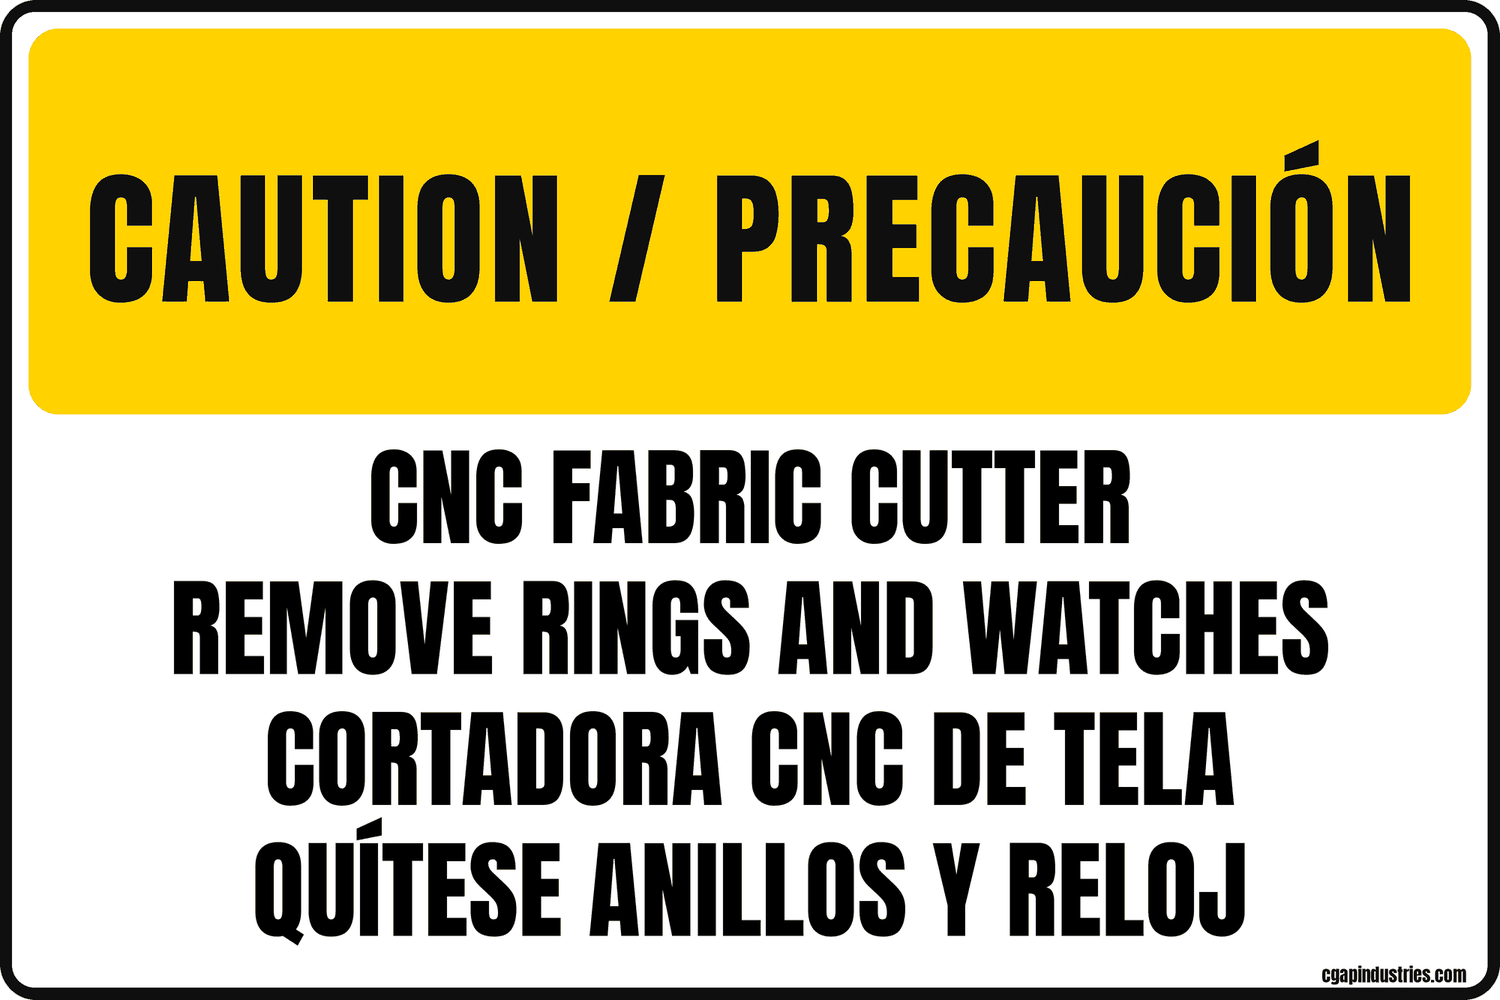 CAUTION / PRECAUCIÓN
CNC FABRIC CUTTER
REMOVE RINGS AND WATCHES
CORTADORA CNC DE TELA
QUÍTESE ANILLOS Y RELOJ
cgapindustries.com